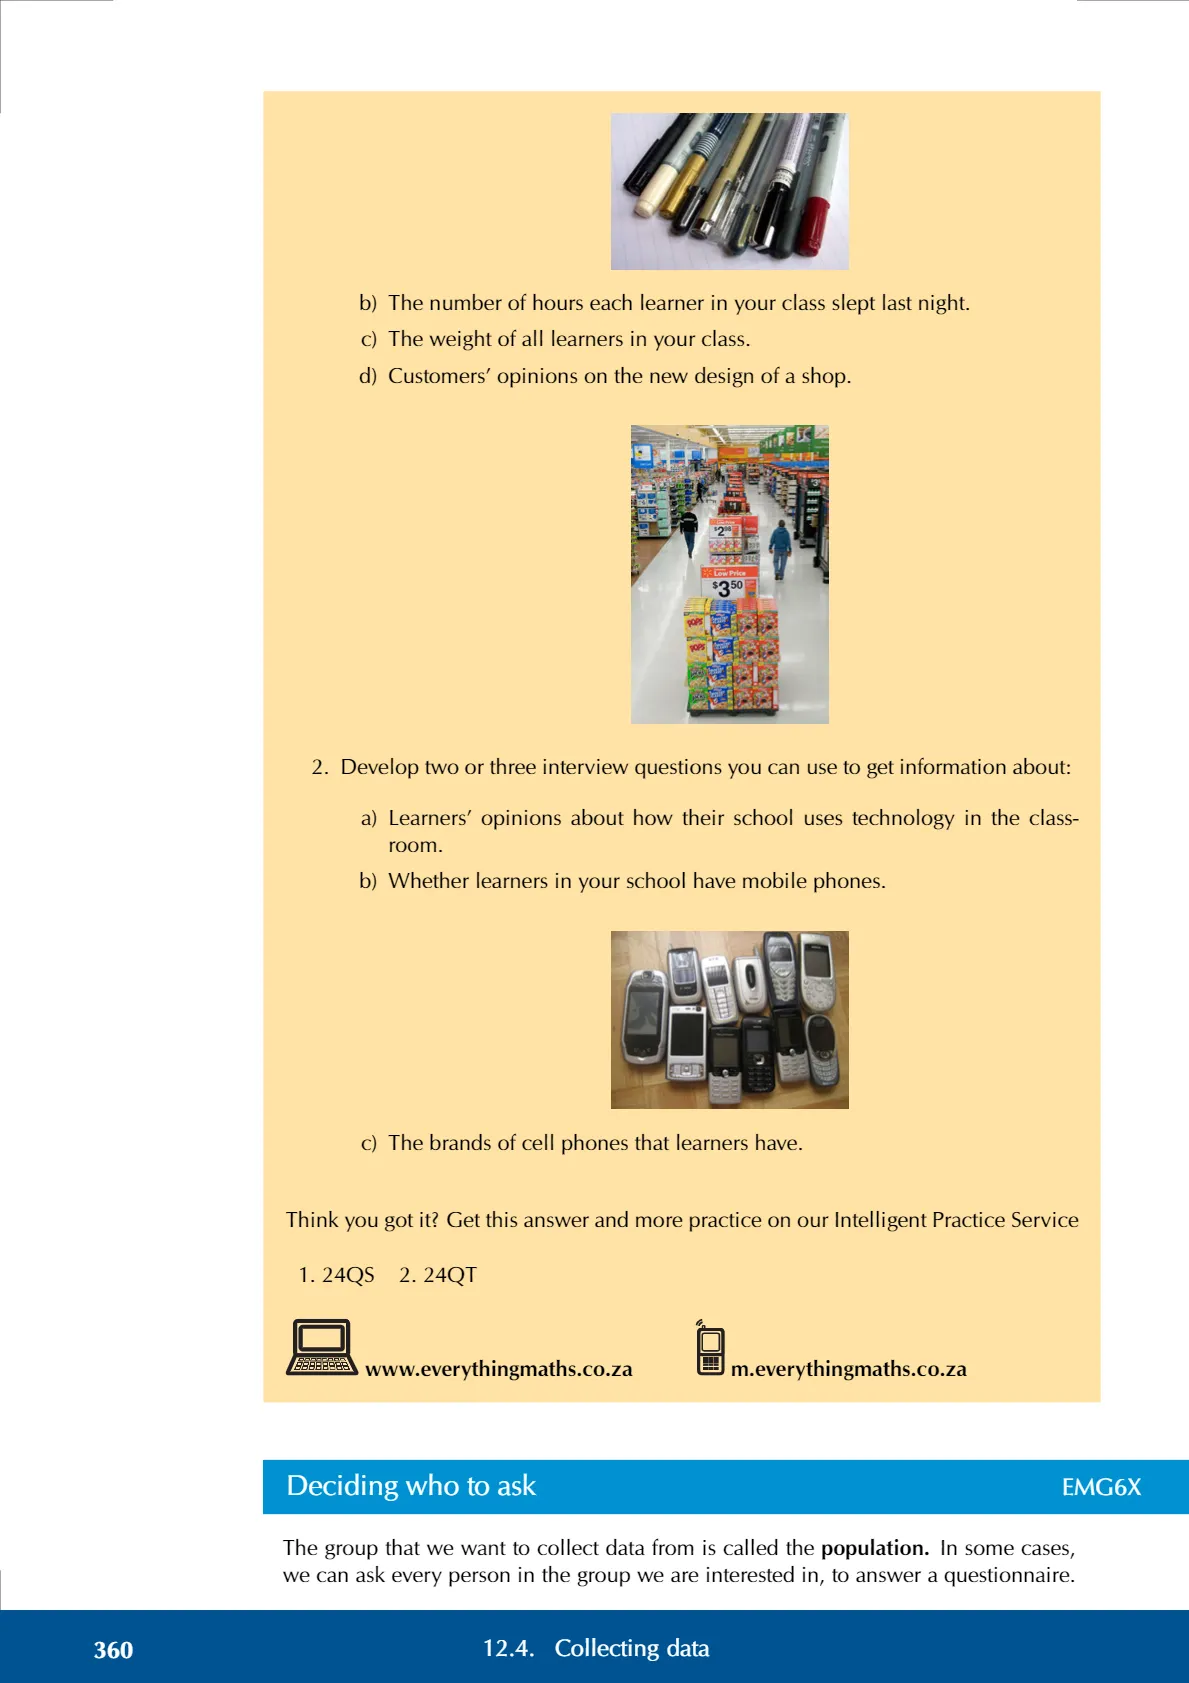 b) The number of hours each learner in your class slept last night.
c) The weight of all learners in your class.
d) Customers’ opinions on the new design of a shop.
$2
Low Price
$3 50
POPS
POPS
2. Develop two or three interview questions you can use to get information about:
a) Learners’ opinions about how their school uses technology in the class-
room.
b) Whether learners in your school have mobile phones.
c) The brands of cell phones that learners have.
Think you got it? Get this answer and more practice on our Intelligent Practice Service
1. 24QS 2. 24QT
www.everythingmaths.co.za m.everythingmaths.co.za
Deciding who to ask EMG6X
The group that we want to collect data from is called the population. In some cases,
we can ask every person in the group we are interested in, to answer a questionnaire.
360 12.4. Collecting data